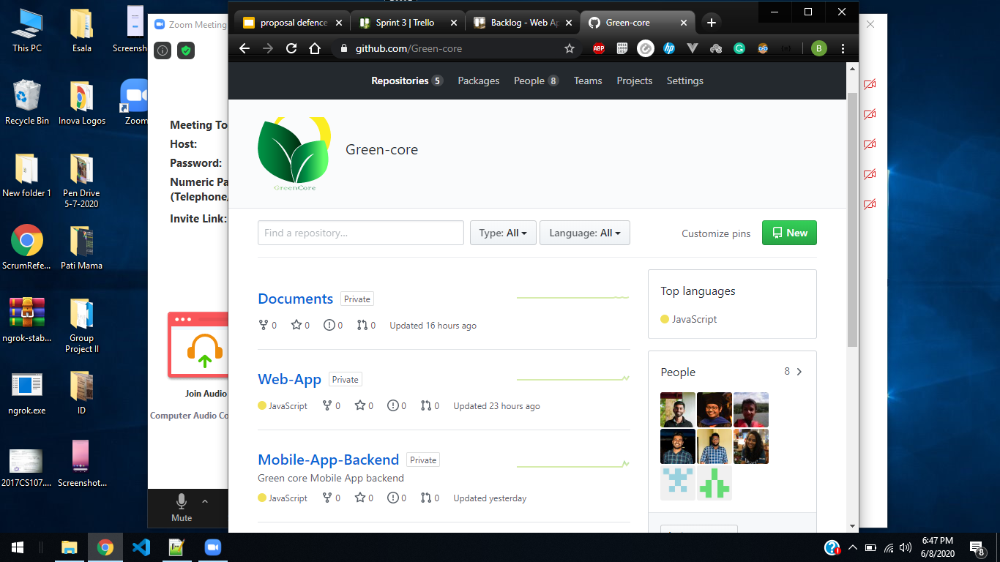 This PC
Esala
Screensh
Recycle Bin
Inova Logos
Zoom
New folder 1
Pen Drive
5-7-2020
ScrumRefe...
Pati Mama
ngrok-stab...
Group
Project II
ngrok.exe
ID
2017CS107....
Screenshot...
Zoom Meeting
Meeting To
Host:
Password:
Numeric Pa
(Telephone,
Invite Link:
Join Audio
Computer Audio Co
Mute
proposal defence
Sprint 3 | Trello
Backlog - Web Ap
Green-core
github.com/Green-core
ABP
B
Repositories 5
Packages
People 8
Teams
Projects
Settings
GreenCore
Green-core
Find a repository...
Type: All
Language: All
Customize pins
New
Documents Private
0 0 0 0 Updated 16 hours ago
Web-App Private
JavaScript 0 0 0 0 Updated 23 hours ago
Mobile-App-Backend Private
Green core Mobile App backend
JavaScript 0 0 0 0 Updated yesterday
Top languages
JavaScript
People 8
6:47 PM
6/8/2020
8